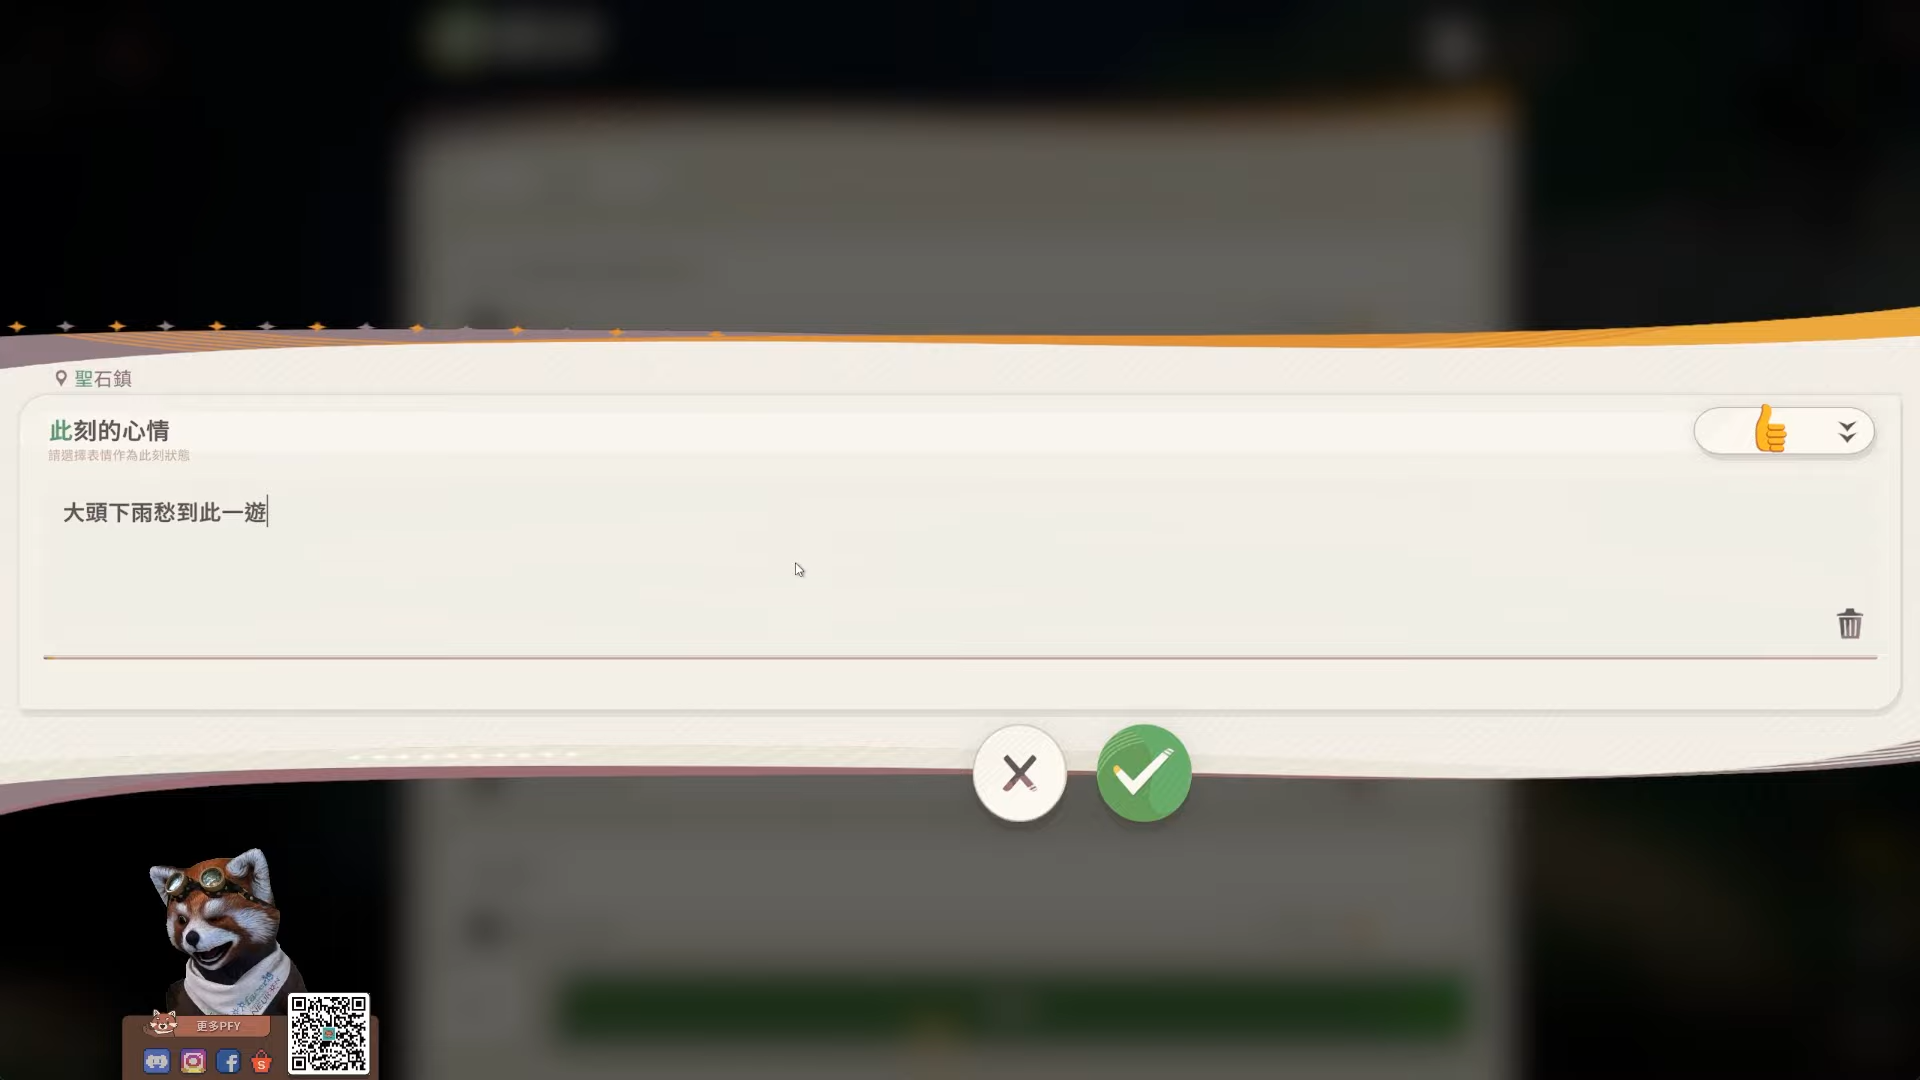 聖石鎮
此刻的心情
請選擇表情作為此刻狀態
大頭下雨愁到此一遊
更多PFY